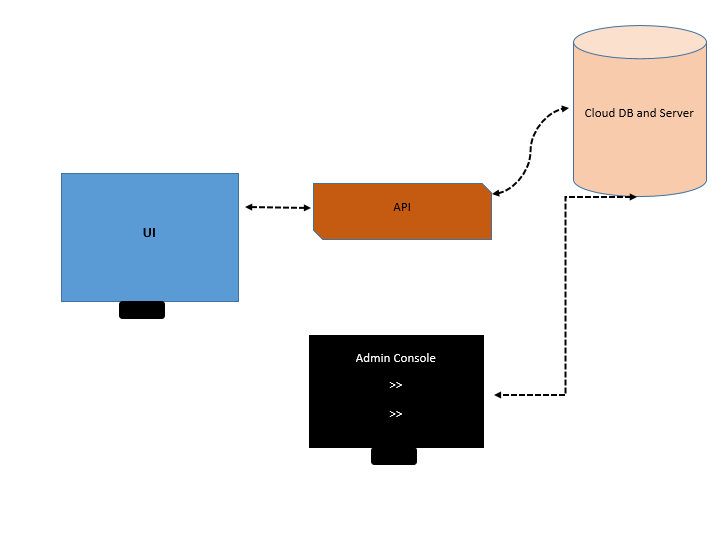 Cloud DB and Server
UI
API
Admin Console
>>
>>